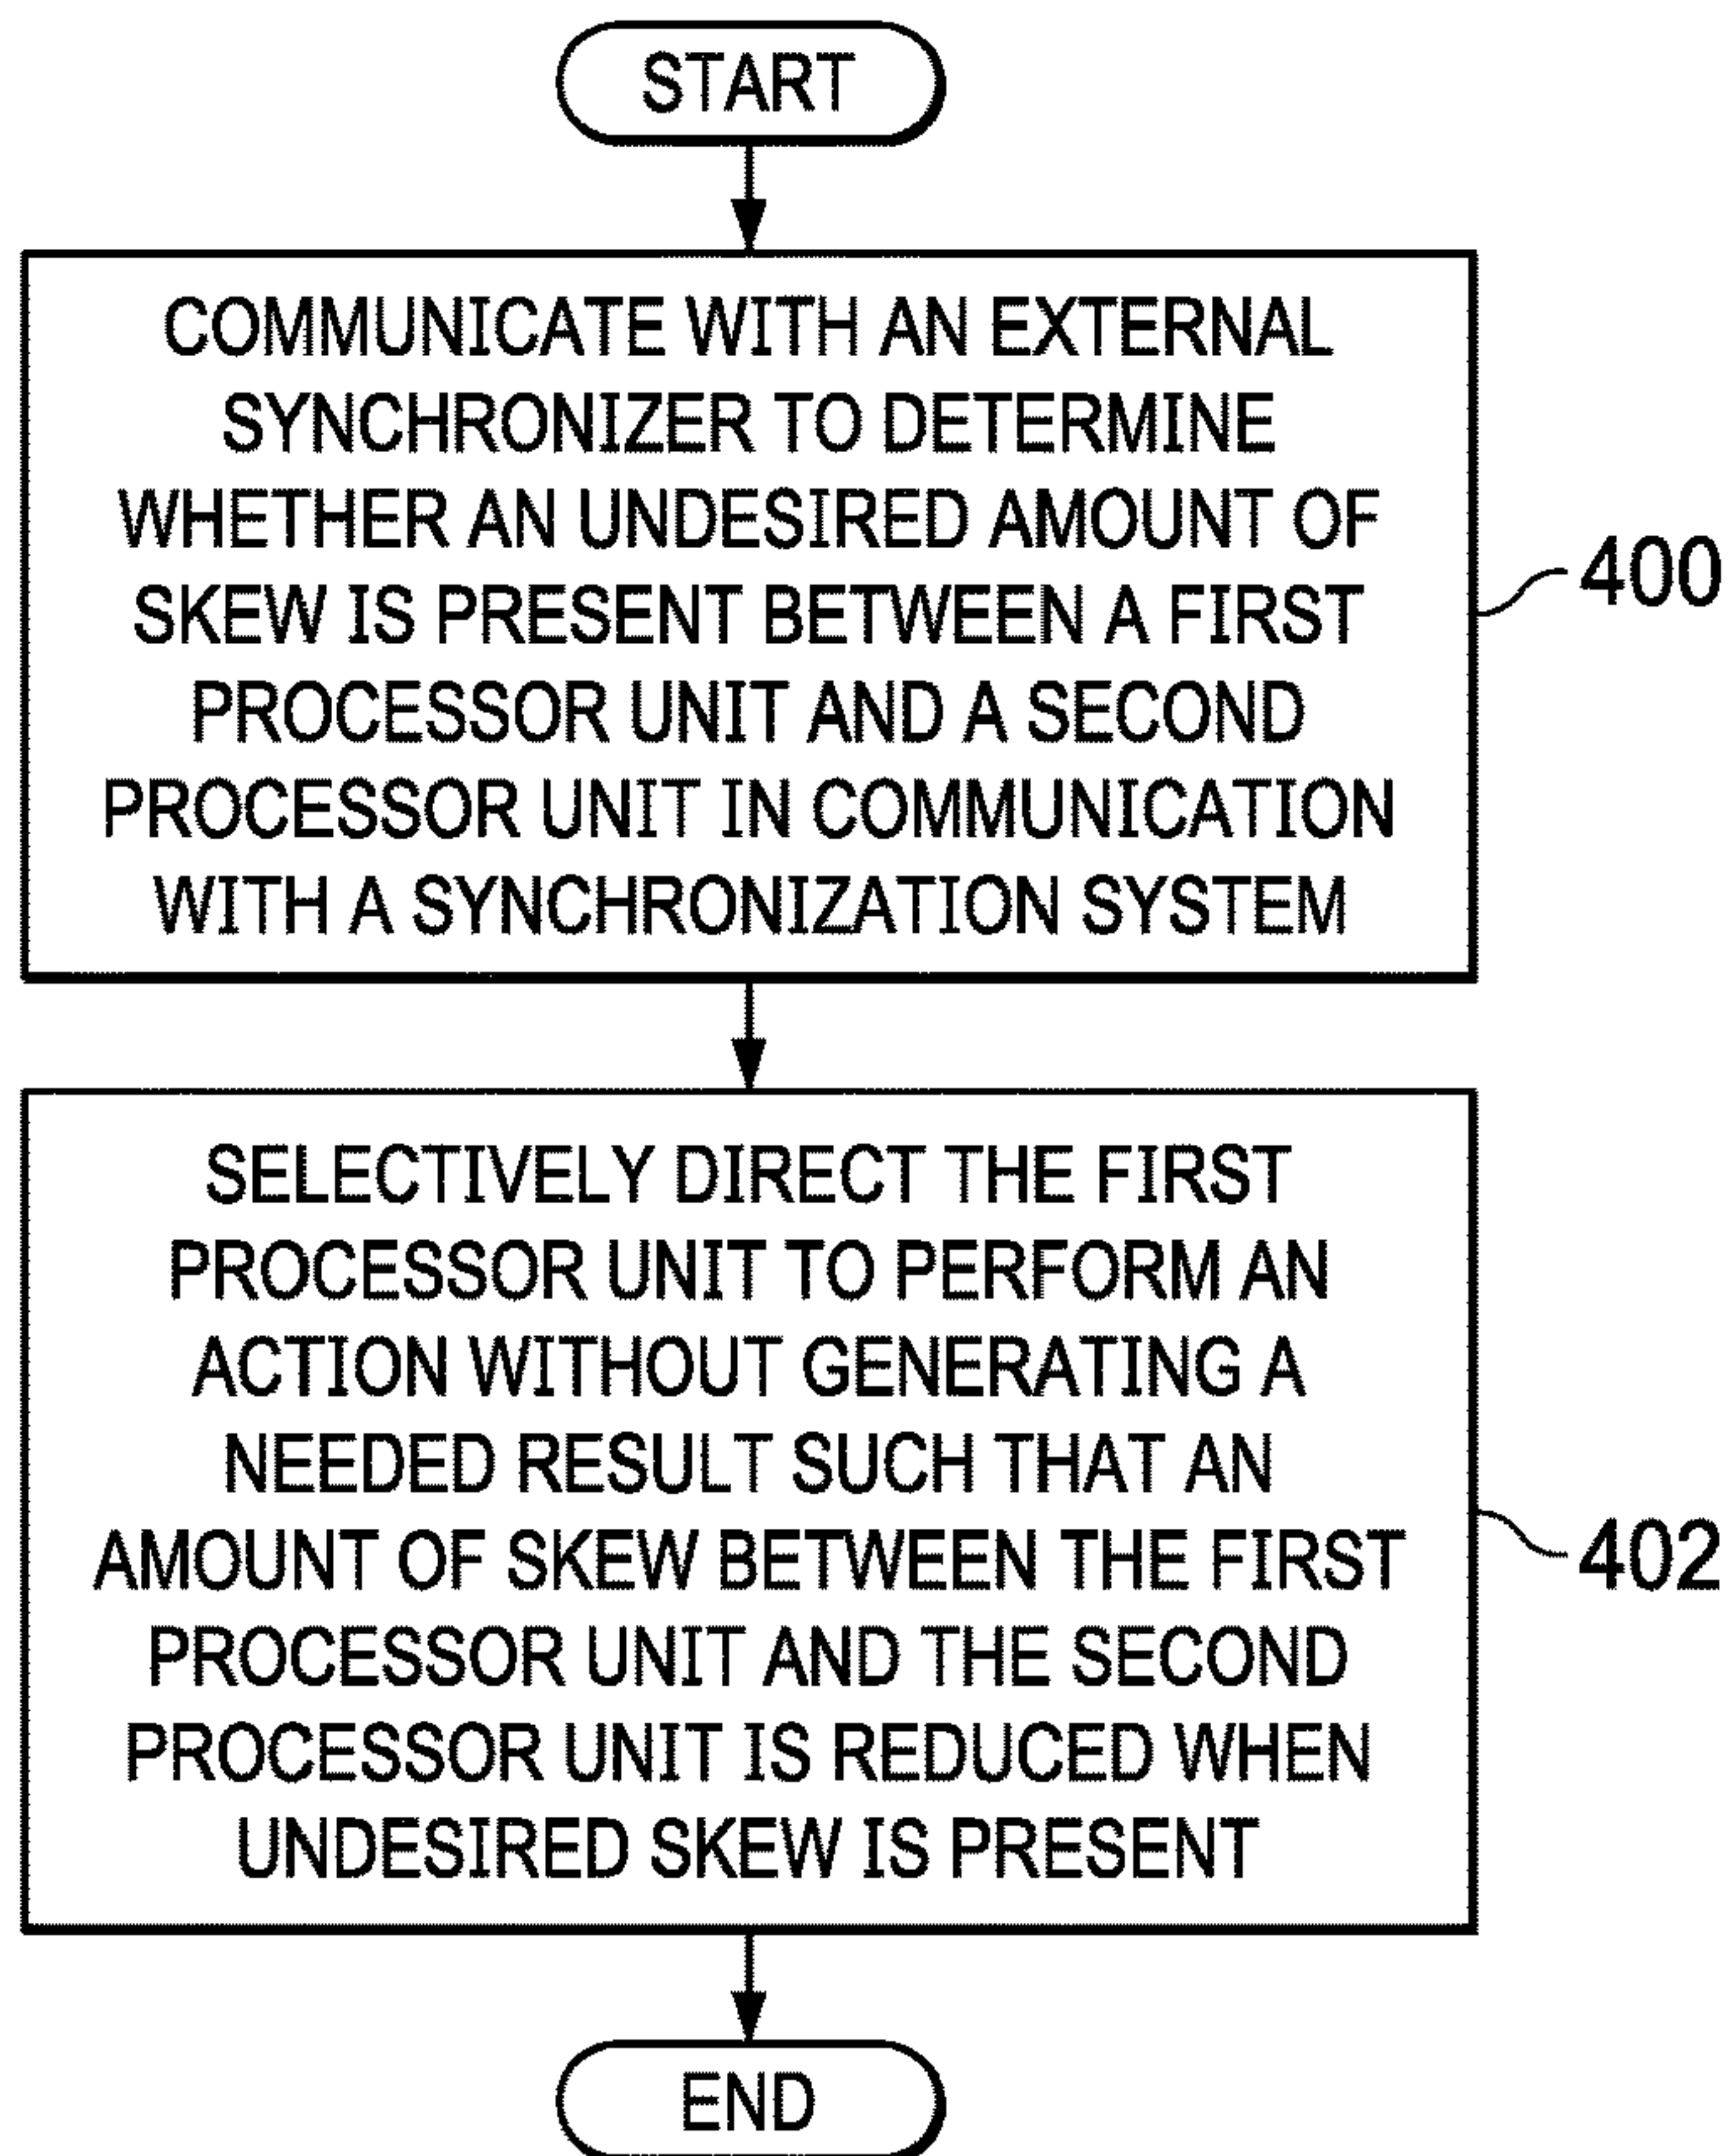 START
COMMUNICATE WITH AN EXTERNAL
SYNCHRONIZER TO DETERMINE
WHETHER AN UNDESIRED AMOUNT OF
SKEW IS PRESENT BETWEEN A FIRST
PROCESSOR UNIT AND A SECOND
PROCESSOR UNIT IN COMMUNICATION
WITH A SYNCHRONIZATION SYSTEM
400
SELECTIVELY DIRECT THE FIRST
PROCESSOR UNIT TO PERFORM AN
ACTION WITHOUT GENERATING A
NEEDED RESULT SUCH THAT AN
AMOUNT OF SKEW BETWEEN THE FIRST
PROCESSOR UNIT AND THE SECOND
PROCESSOR UNIT IS REDUCED WHEN
UNDESIRED SKEW IS PRESENT
402
END